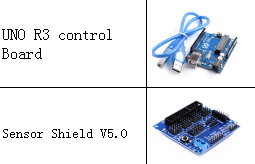 UNO R3 control
Board
Sensor Shield V5.0